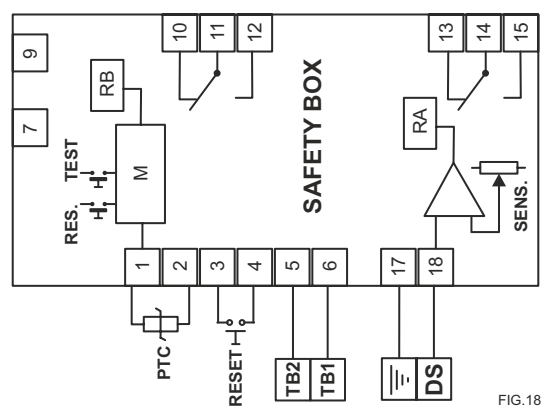 9
7
10
11
12
13
14
15
RB
RA
TEST
RES.
M
SAFETY BOX
SENS.
1
2
3
4
5
6
17
18
PTC
RESET
TB2
TB1
DS
FIG.18